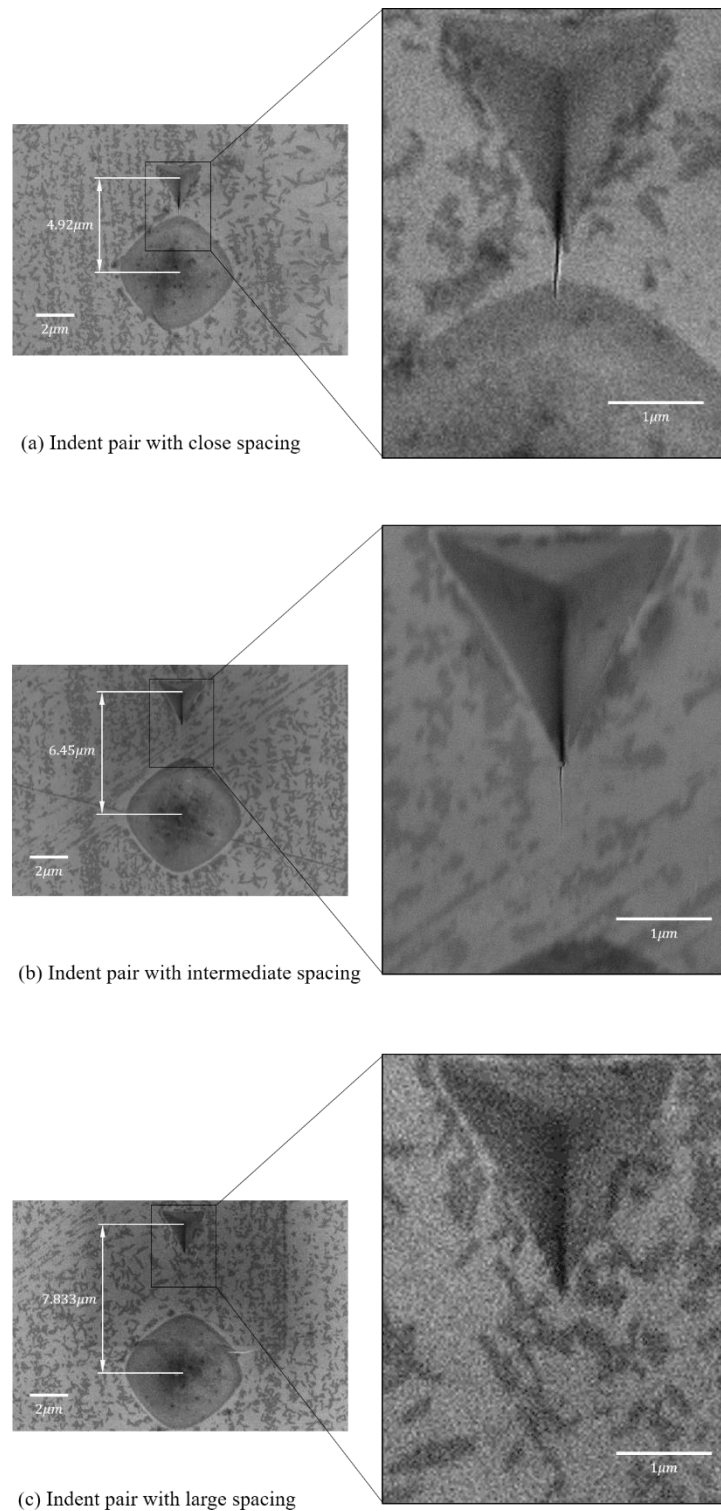 4.92μm
2μm
1μm
(a) Indent pair with close spacing
6.45μm
2μm
1μm
(b) Indent pair with intermediate spacing
7.833μm
2μm
1μm
(c) Indent pair with large spacing